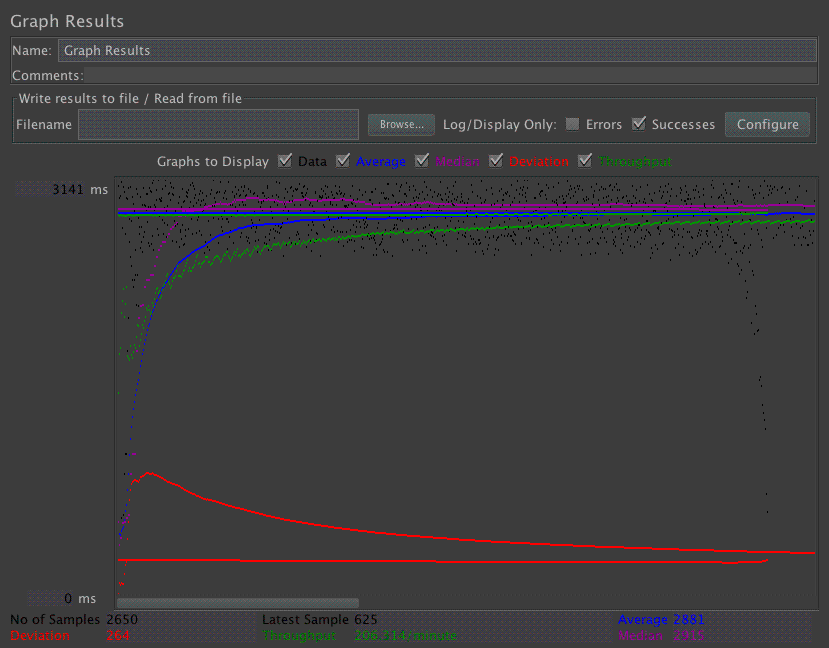 Graph Results
Name: Graph Results
Comments:
Write results to file / Read from file
Filename Browse... Log/Display Only: Errors Successes Configure
Graphs to Display Data Average Median Deviation Throughput
3141 ms
0 ms
No of Samples 2650 Latest Sample 625 Average 2881
Deviation 264 Throughput Median